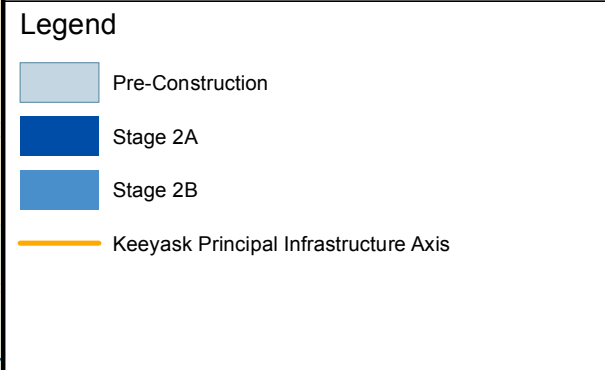 Legend
Pre-Construction
Stage 2A
Stage 2B
Keeyask Principal Infrastructure Axis